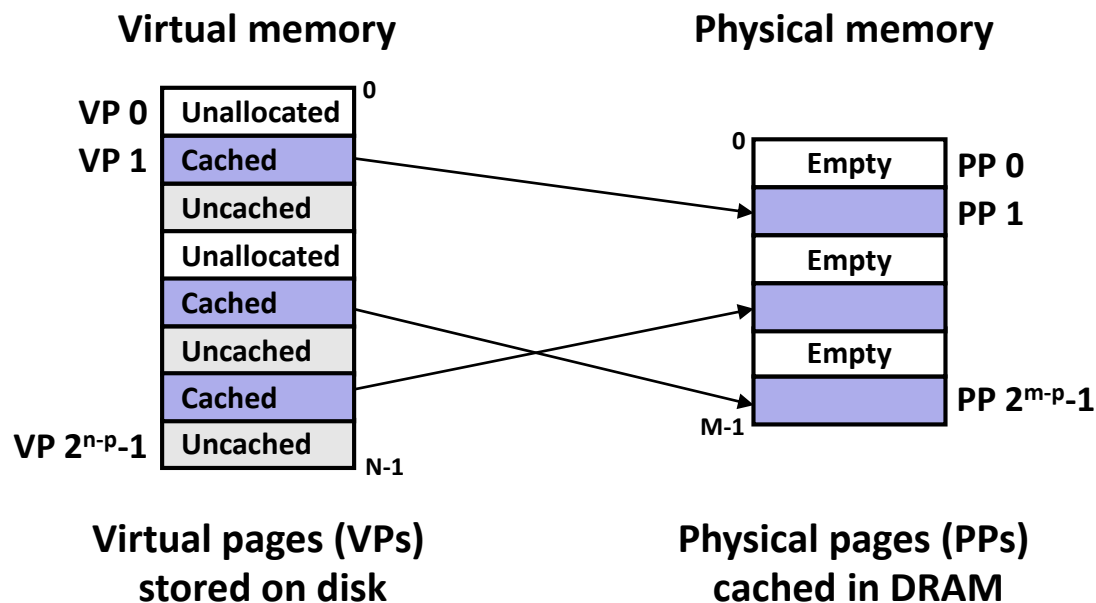 Virtual memory
Physical memory
0
VP 0
Unallocated
VP 1
Cached
Uncached
Unallocated
Cached
Uncached
Cached
VP 2ⁿ⁻ᵖ-1
Uncached
N-1
0
Empty
PP 0
PP 1
Empty
Empty
PP 2ᵐ⁻ᵖ-1
M-1
Virtual pages (VPs)
stored on disk
Physical pages (PPs)
cached in DRAM